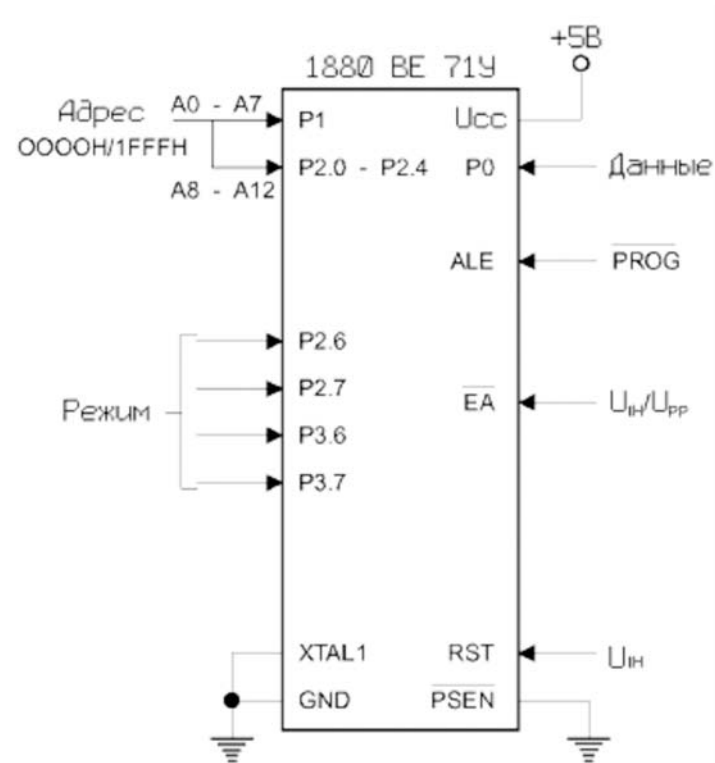 +5В
1880 ВЕ 71У
Адрес
0000H/1FFFH
A0 - A7
A8 - A12
P1
Ucc
P2.0 - P2.4
P0
Данные
ALE
PROG
P2.6
P2.7
P3.6
P3.7
Режим
EA
UIH/UPP
XTAL1
RST
UIH
GND
PSEN